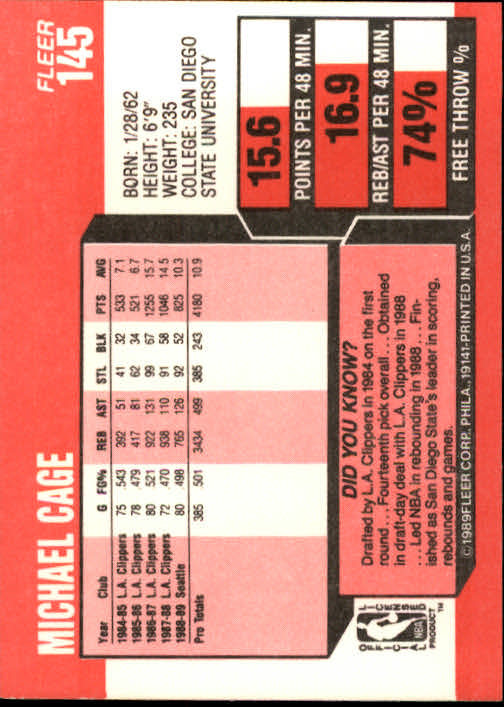 FLEER
145
MICHAEL CAGE
BORN: 1/28/62
HEIGHT: 6'9"
WEIGHT: 235
COLLEGE: SAN DIEGO
STATE UNIVERSITY
Year Club G FG% REB AST STL BLK PTS AVG
1984-85 L.A. Clippers 75 .543 392 51 41 32 533 7.1
1985-86 L.A. Clippers 78 .479 417 81 62 34 521 6.7
1986-87 L.A. Clippers 80 .521 922 131 99 67 1255 15.7
1987-88 L.A. Clippers 72 .470 938 110 91 58 1046 14.5
1988-89 Seattle 80 .498 765 126 92 52 825 10.3
Pro Totals 385 .501 3434 499 385 243 4180 10.9
15.6
POINTS PER 48 MIN.
16.9
REB/AST PER 48 MIN.
74%
FREE THROW %
DID YOU KNOW?
Drafted by L.A. Clippers in 1984 on the first
round...Fourteenth pick overall...Obtained
in draft-day deal with L.A. Clippers in 1988
...Led NBA in rebounding in 1988...Fin-
ished as San Diego State's leader in scoring,
rebounds and games.
OFFICIAL LICENSED
NBA
PRODUCT™
©1989 FLEER CORP., PHILA., 19141-PRINTED IN U.S.A.